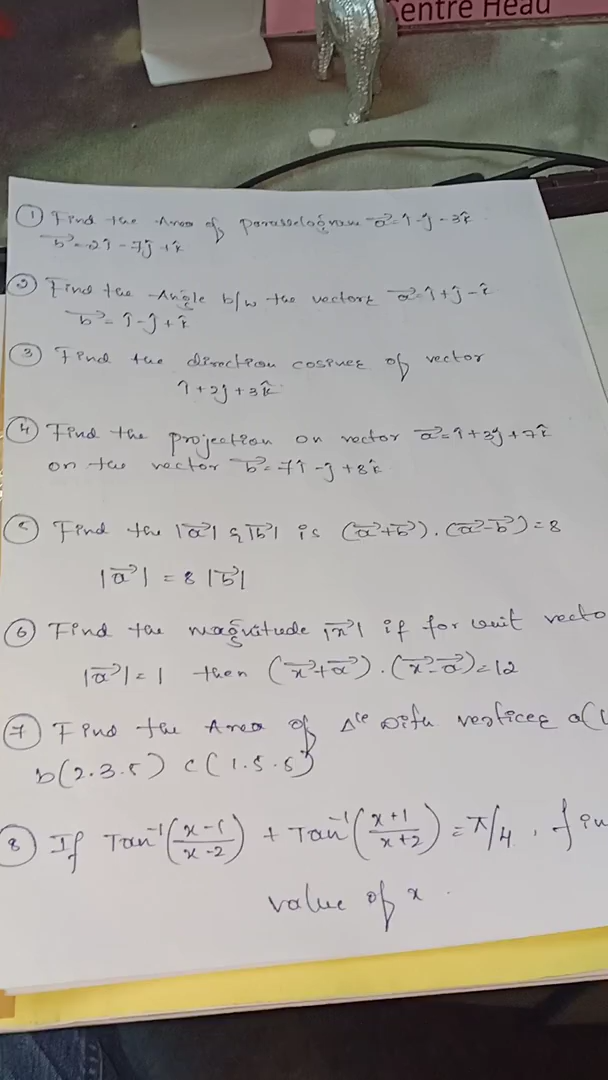 Centre Head
① Find the Area of parallelogram a⃗ = î - ĵ - 3k̂
b⃗ = 2î - 7ĵ + k̂
② Find the Angle b/w the vectors a⃗ = î + ĵ - k̂
b⃗ = î - ĵ + k̂
③ Find the direction cosines of vector
î + 2ĵ + 3k̂
④ Find the projection on vector a⃗ = î + 3ĵ + 7k̂
on the vector b⃗ = 7î - ĵ + 8k̂
⑤ Find the |a⃗| & |b⃗| is (a⃗ + b⃗) . (a⃗ - b⃗) = 8
|a⃗| = 8 |b⃗|
⑥ Find the magnitude |x⃗| if for unit vecto
|a⃗| = 1 then (x⃗ + a⃗) . (x⃗ - a⃗) = 12
⑦ Find the Area of Δle with vertices a(1
b(2.3.5) c(1.5.5)
⑧ If Tan⁻¹(x-1/x-2) + Tan⁻¹(x+1/x+2) = π/4 , fin
value of x .